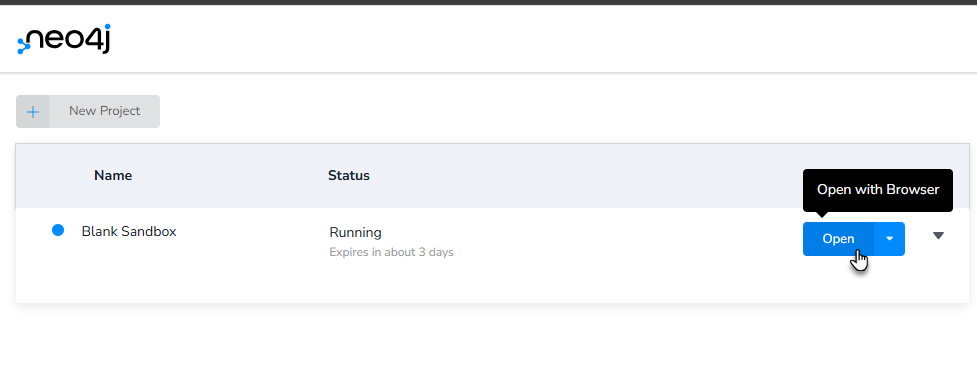 neo4j
+ New Project
Name Status
Open with Browser
Blank Sandbox Running Open
Expires in about 3 days